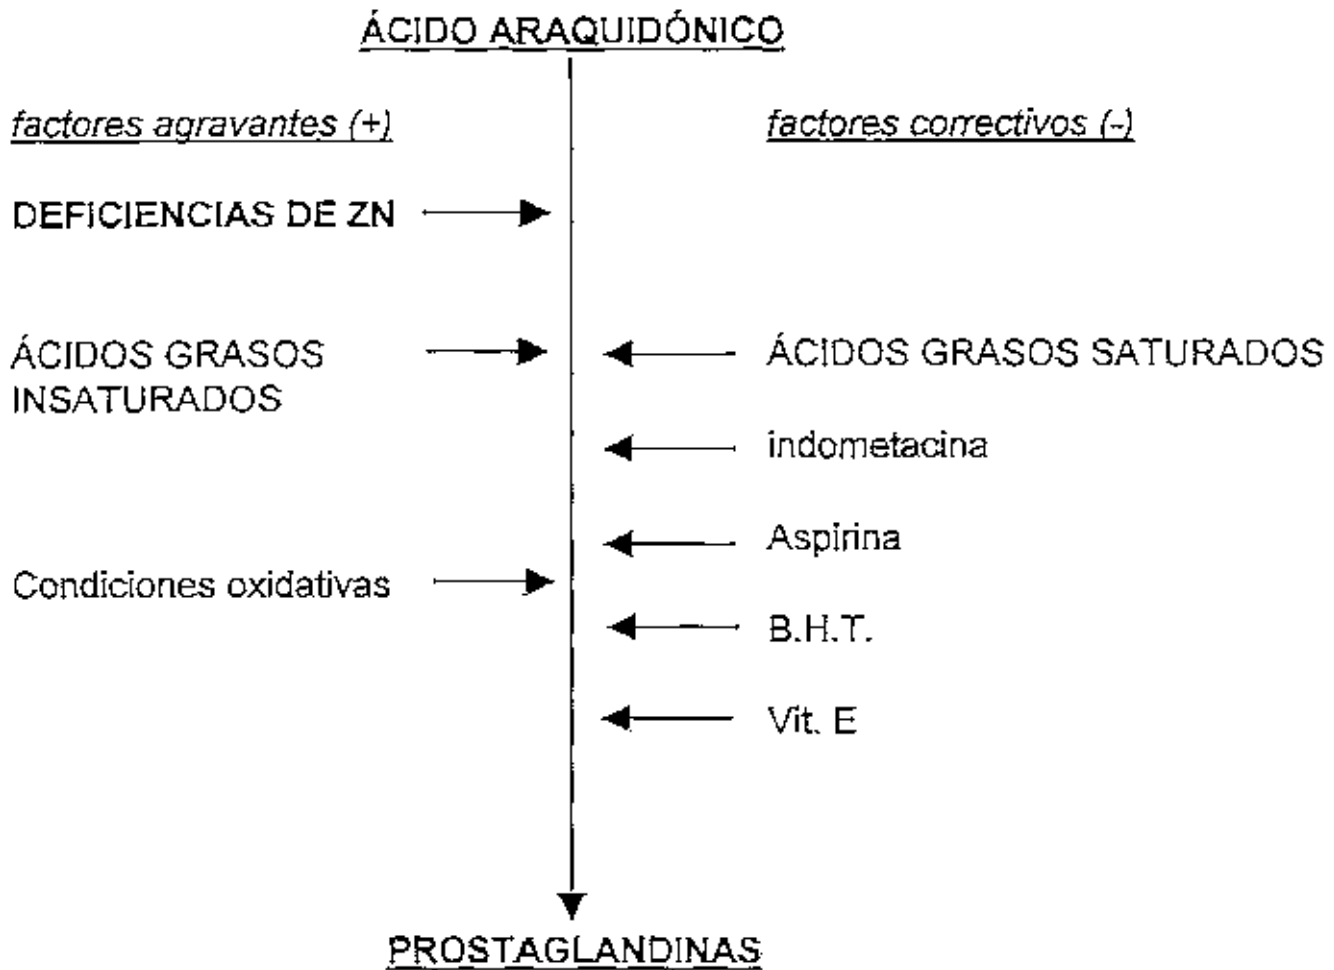 ÁCIDO ARAQUIDÓNICO
factores agravantes (+)
factores correctivos (-)
DEFICIENCIAS DE ZN
ÁCIDOS GRASOS
INSATURADOS
ÁCIDOS GRASOS SATURADOS
indometacina
Aspirina
Condiciones oxidativas
B.H.T.
Vit. E
PROSTAGLANDINAS